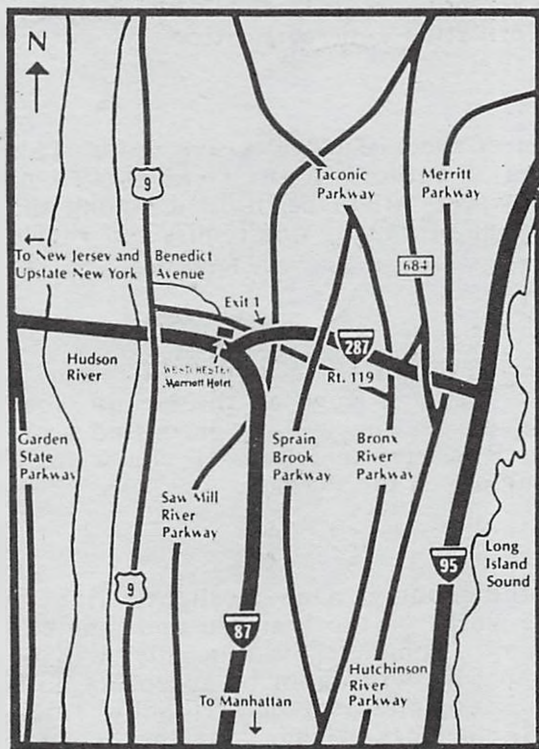 N
Taconic
Parkway
Merritt
Parkway
9
To New Jersey and
Upstate New York
Benedict
Avenue
684
Exit 1
287
Hudson
River
WESTCHESTER
Marriott Hotel
Rt. 119
Garden
State
Parkway
Sprain
Brook
Parkway
Bronx
River
Parkway
Saw Mill
River
Parkway
Long
Island
Sound
95
9
87
Hutchinson
River
Parkway
To Manhattan